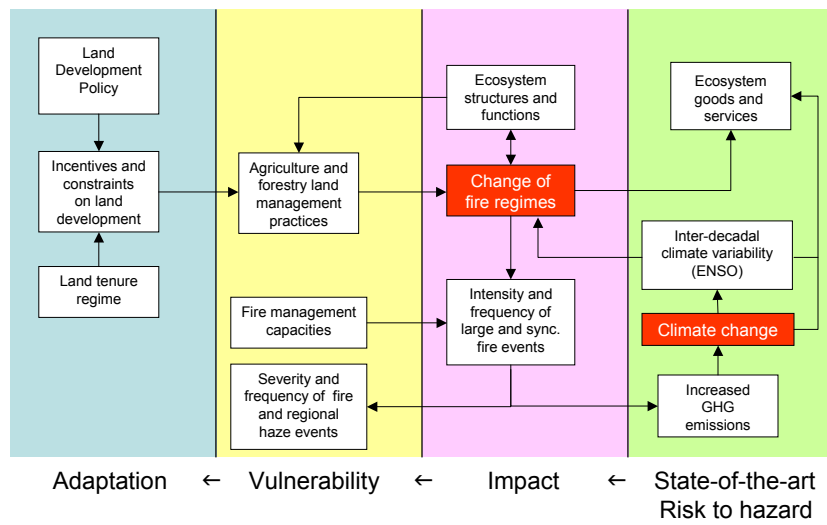 Land
Development
Policy
Incentives and
constraints
on land
development
Land tenure
regime
Agriculture and
forestry land
management
practices
Fire management
capacities
Severity and
frequency of fire
and regional
haze events
Ecosystem
structures and
functions
Change of
fire regimes
Intensity and
frequency of
large and sync.
fire events
Ecosystem
goods and
services
Inter-decadal
climate variability
(ENSO)
Climate change
Increased
GHG
emissions
Adaptation ← Vulnerability ← Impact ← State-of-the-art
Risk to hazard